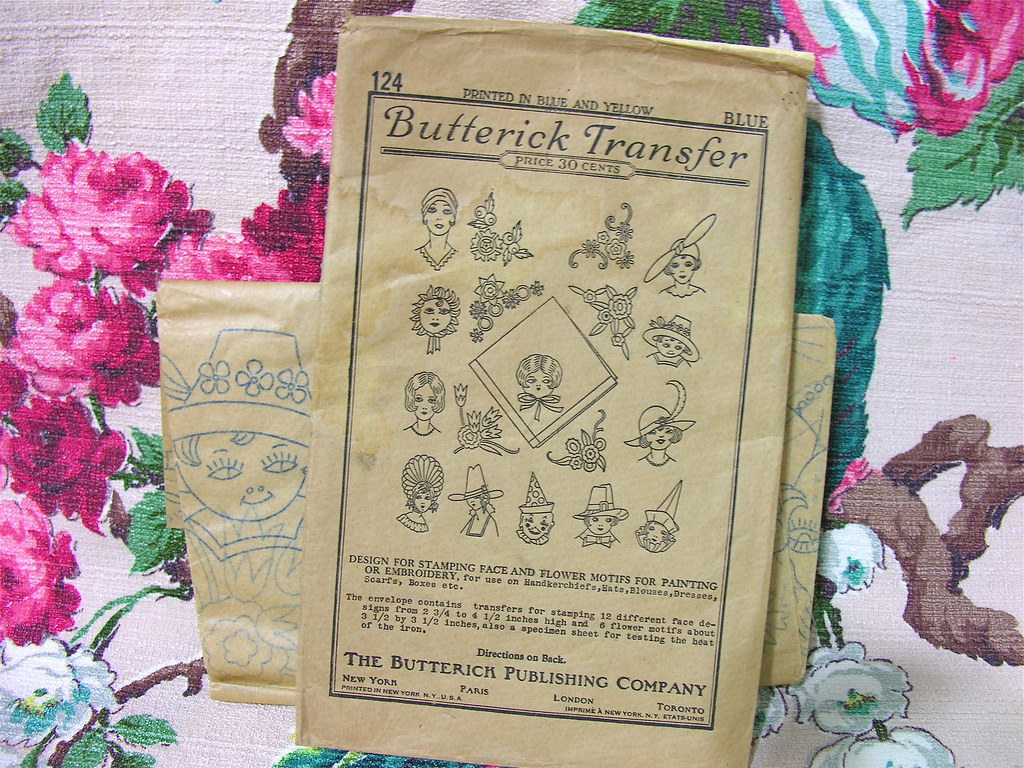 124
PRINTED IN BLUE AND YELLOW
BLUE
Butterick Transfer
PRICE 30 CENTS
DESIGN FOR STAMPING FACE AND FLOWER MOTIFS FOR PAINTING
OR EMBROIDERY, for use on Handkerchiefs,Hats,Blouses,Dresses,
Scarfs, Boxes etc.
The envelope contains transfers for stamping 12 different face de-
signs from 2 3/4 to 4 1/2 inches high and 6 flower motifs about
3 1/2 by 3 1/2 inches,also a specimen sheet for testing the heat
of the iron.
Directions on Back.
THE BUTTERICK PUBLISHING COMPANY
NEW YORK PARIS LONDON TORONTO
PRINTED IN NEW YORK N.Y., U.S.A. IMPRIMÉ A NEW YORK. N.Y. ETATS-UNIS